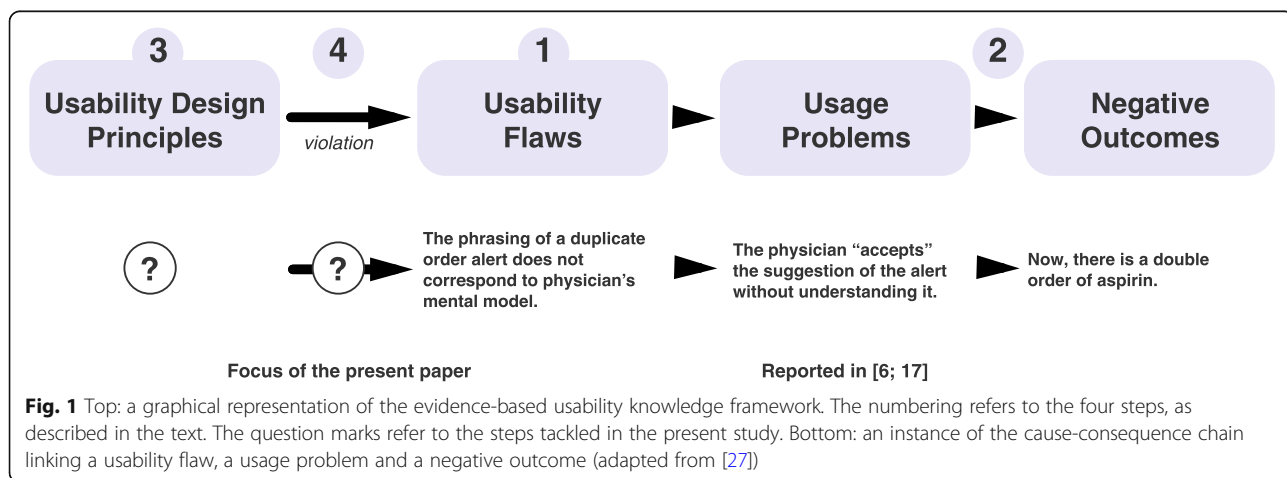 3
4
1
2
Usability Design
Principles
violation
Usability
Flaws
Usage
Problems
Negative
Outcomes
?
?
The phrasing of a duplicate
order alert does not
correspond to physician's
mental model.
The physician “accepts”
the suggestion of the alert
without understanding it.
Now, there is a double
order of aspirin.
Focus of the present paper
Reported in [6; 17]
Fig. 1 Top: a graphical representation of the evidence-based usability knowledge framework. The numbering refers to the four steps, as
described in the text. The question marks refer to the steps tackled in the present study. Bottom: an instance of the cause-consequence chain
linking a usability flaw, a usage problem and a negative outcome (adapted from [27])